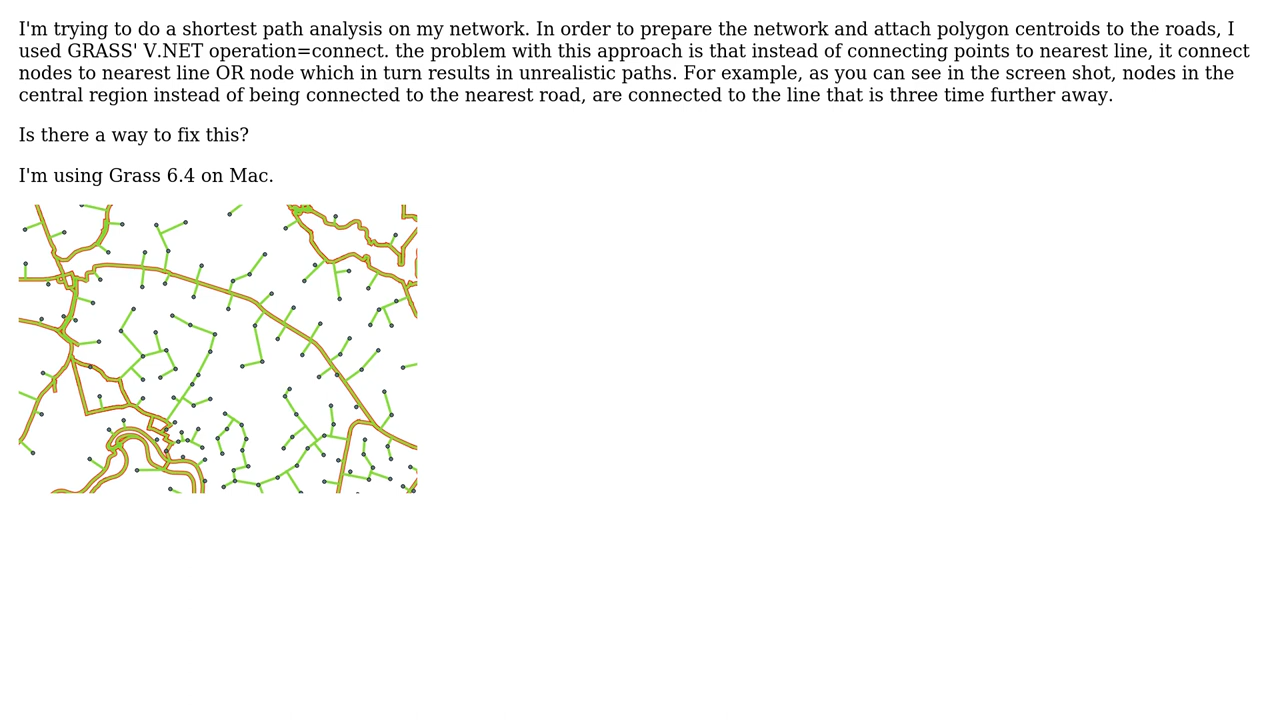 I'm trying to do a shortest path analysis on my network. In order to prepare the network and attach polygon centroids to the roads, I
used GRASS' V.NET operation=connect. the problem with this approach is that instead of connecting points to nearest line, it connect
nodes to nearest line OR node which in turn results in unrealistic paths. For example, as you can see in the screen shot, nodes in the
central region instead of being connected to the nearest road, are connected to the line that is three time further away.
Is there a way to fix this?
I'm using Grass 6.4 on Mac.